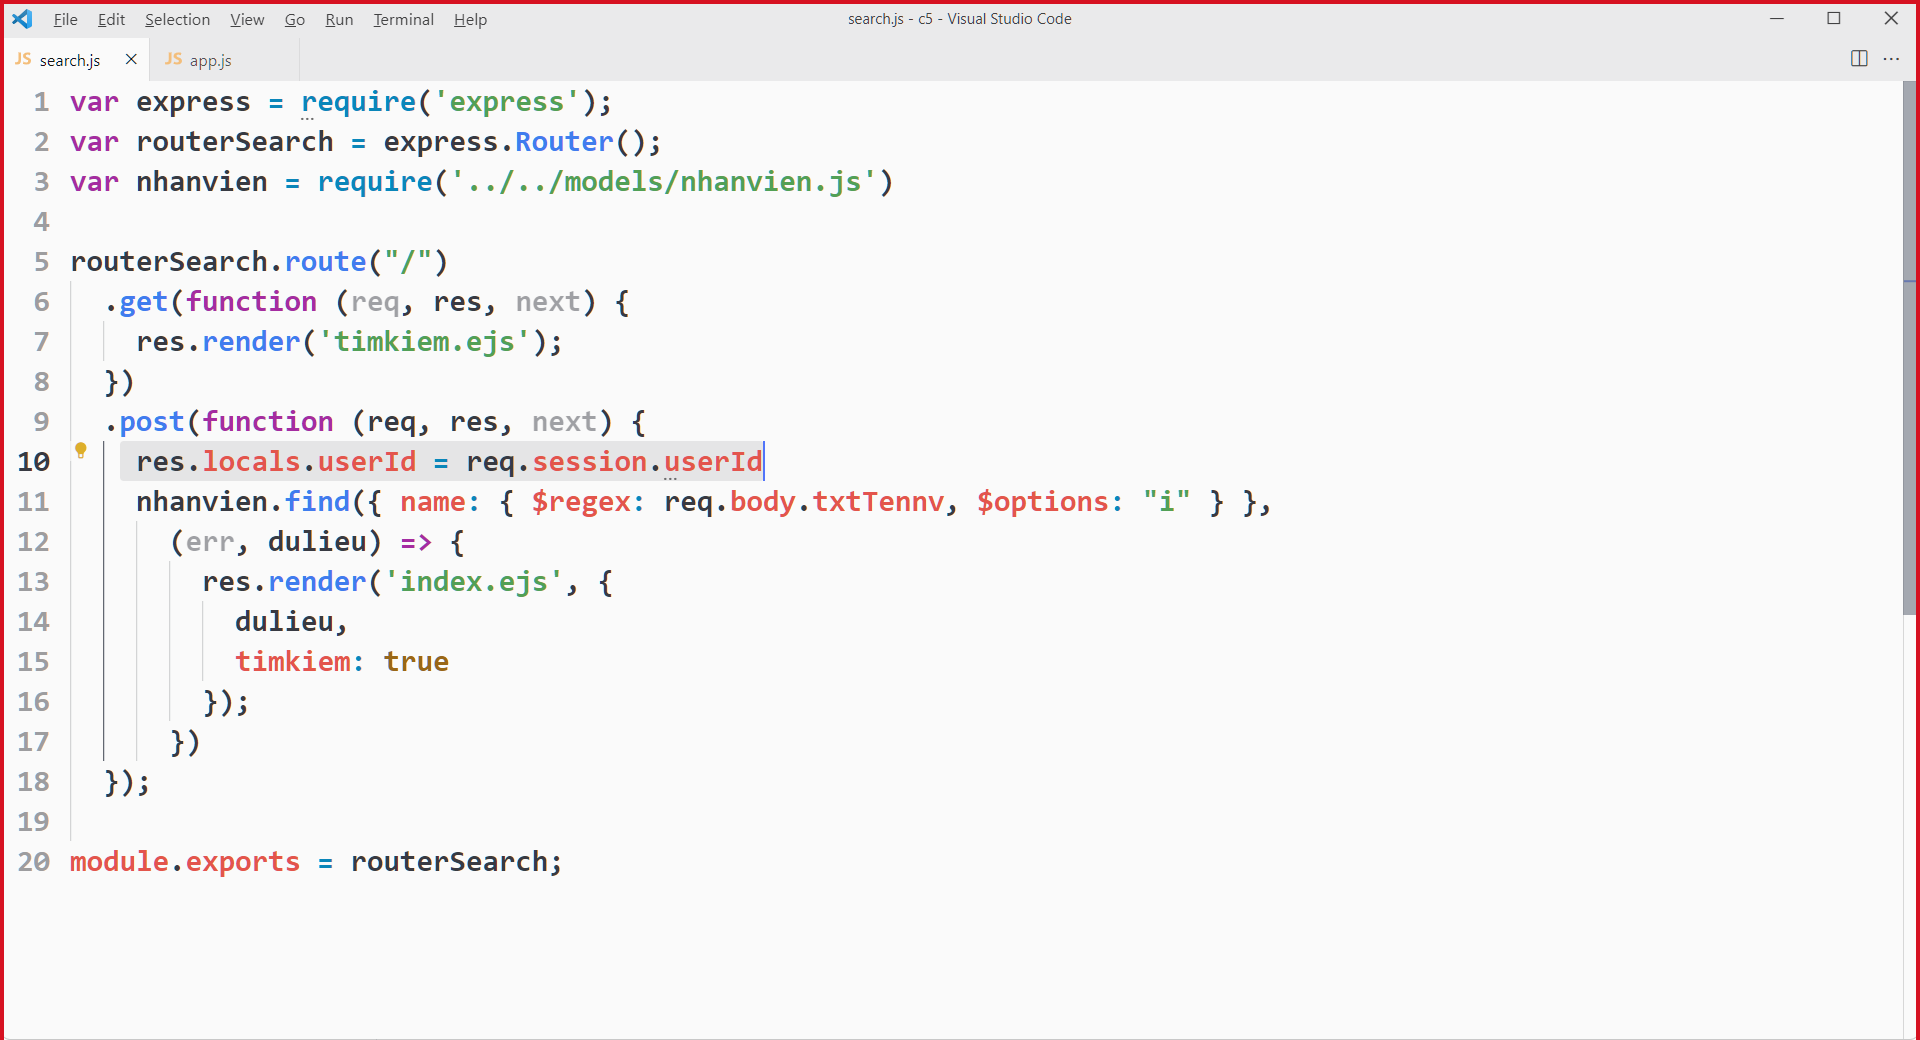 File Edit Selection View Go Run Terminal Help search.js - c5 - Visual Studio Code
JS search.js JS app.js
1 var express = require('express');
2 var routerSearch = express.Router();
3 var nhanvien = require('../../models/nhanvien.js')
4
5 routerSearch.route("/")
6   .get(function (req, res, next) {
7     res.render('timkiem.ejs');
8   })
9   .post(function (req, res, next) {
10     res.locals.userId = req.session.userId
11     nhanvien.find({ name: { $regex: req.body.txtTennv, $options: "i" } },
12       (err, dulieu) => {
13         res.render('index.ejs', {
14           dulieu,
15           timkiem: true
16         });
17       })
18   });
19
20 module.exports = routerSearch;